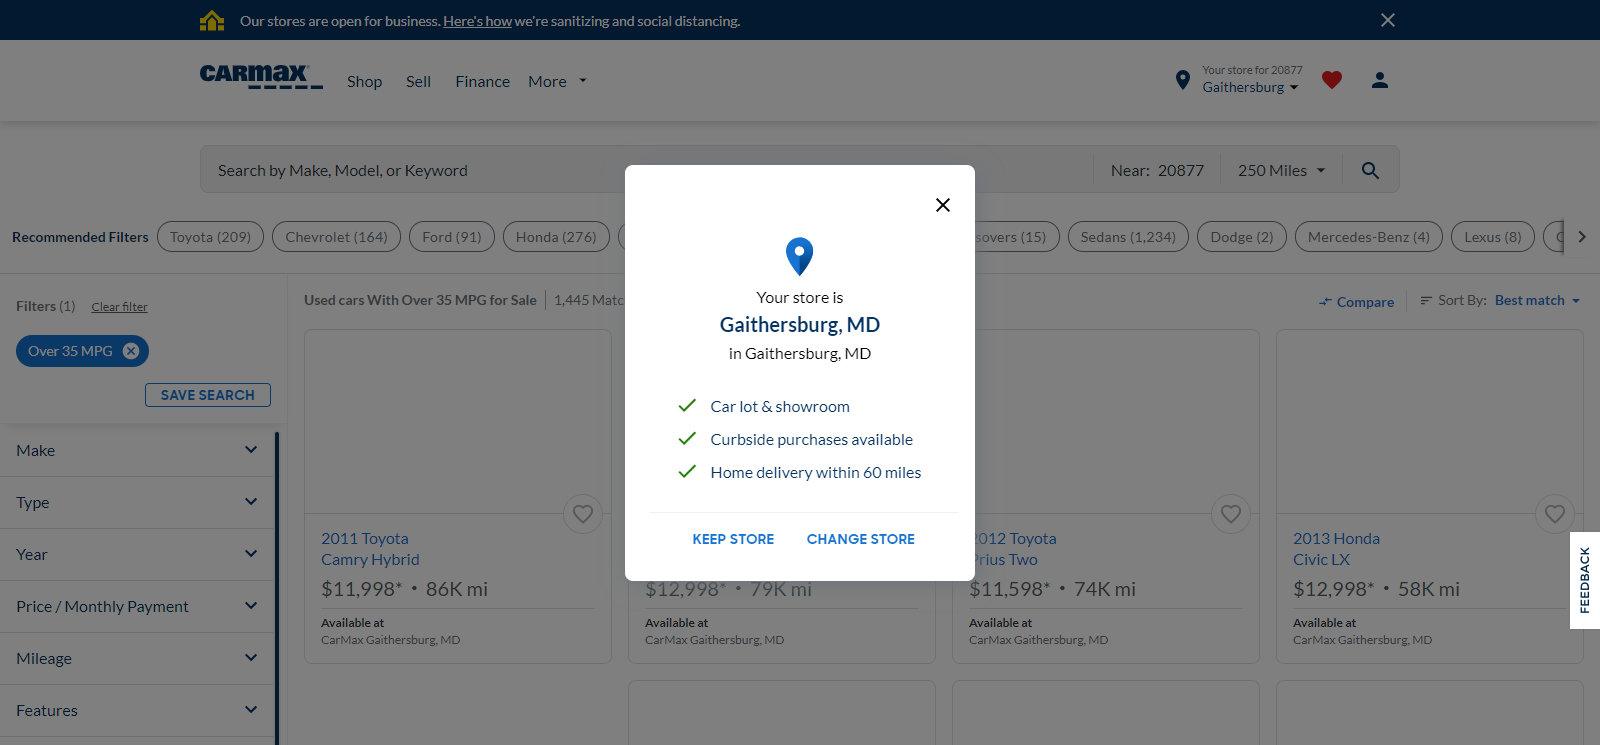 Our stores are open for business. Here's how we're sanitizing and social distancing.
CARMAX
Shop
Sell
Finance
More
Your store for 20877
Gaithersburg
Search by Make, Model, or Keyword
Near: 20877
250 Miles
Recommended Filters
Toyota (209)
Chevrolet (164)
Ford (91)
Honda (276)
sovers (15)
Sedans (1,234)
Dodge (2)
Mercedes-Benz (4)
Lexus (8)
Filters (1)
Clear filter
Over 35 MPG
SAVE SEARCH
Make
Type
Year
Price / Monthly Payment
Mileage
Features
Used cars With Over 35 MPG for Sale
1,445 Matc
Compare
Sort By: Best match
Your store is
Gaithersburg, MD
in Gaithersburg, MD
Car lot & showroom
Curbside purchases available
Home delivery within 60 miles
KEEP STORE
CHANGE STORE
2011 Toyota
Camry Hybrid
$11,998* • 86K mi
Available at
CarMax Gaithersburg, MD
$12,998* • 79K mi
Available at
CarMax Gaithersburg, MD
2012 Toyota
Prius Two
$11,598* • 74K mi
Available at
CarMax Gaithersburg, MD
2013 Honda
Civic LX
$12,998* • 58K mi
Available at
CarMax Gaithersburg, MD
FEEDBACK